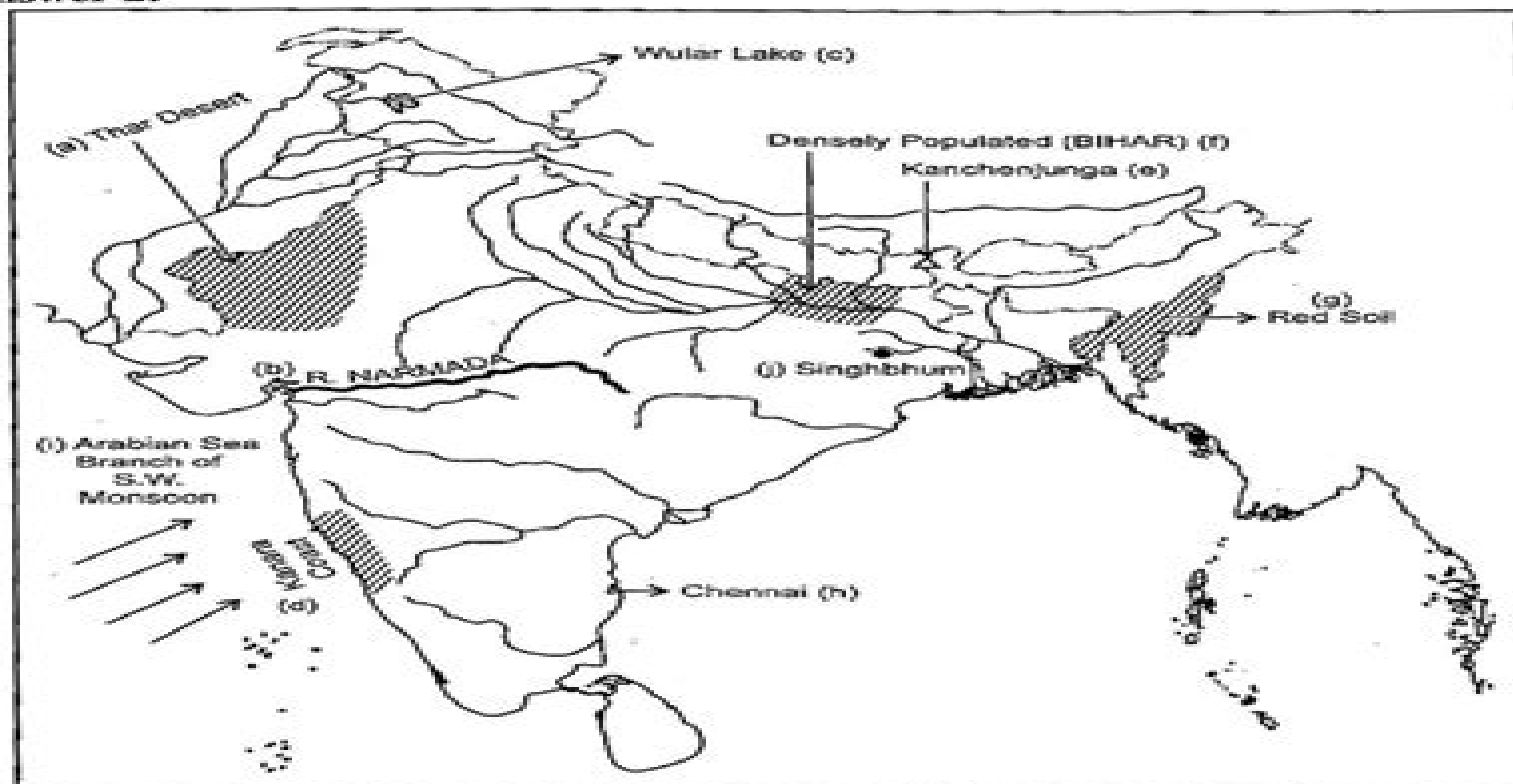 Wular Lake (c)
(a) Thar Desert
Densely Populated (BIHAR) (f)
Kanchenjunga (e)
(g)
Red Soil
(b)
R. NARMADA
(j) Singhbhum
(i) Arabian Sea
Branch of
S.W.
Monsoon
Coast
(d)
Chennai (h)